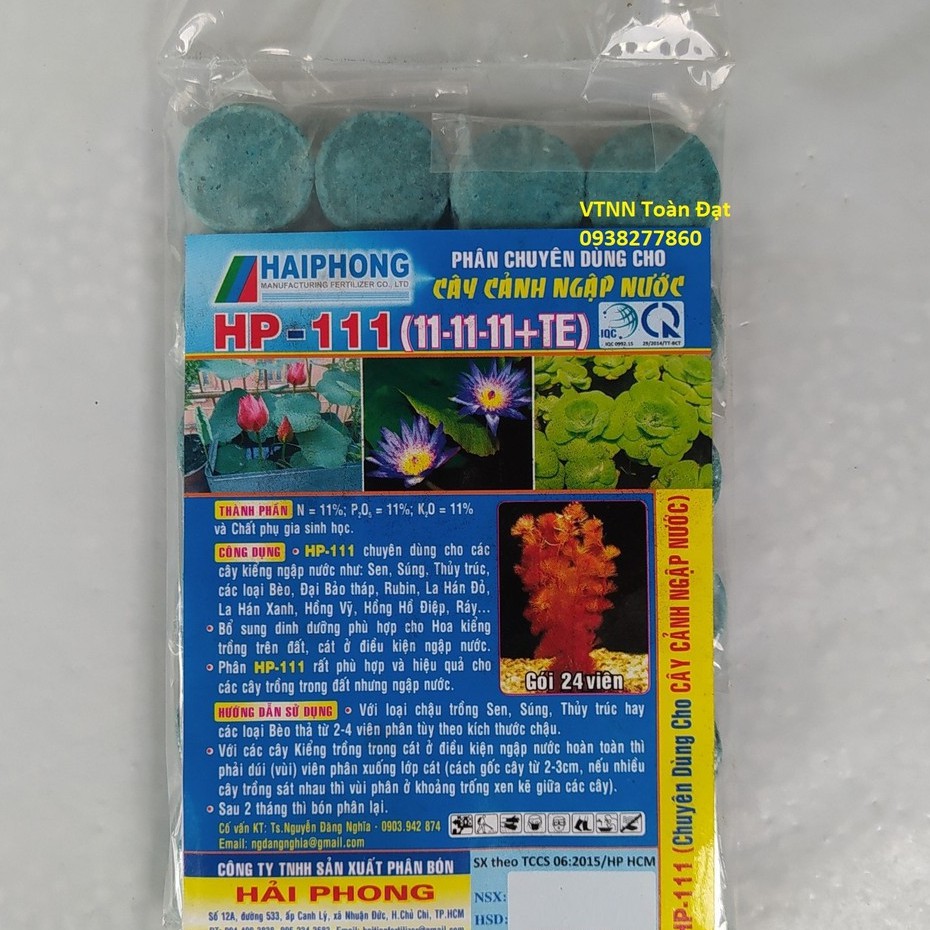 VTNN Toàn Đạt
0938277860
HAIPHONG
MANUFACTURING FERTILIZER CO., LTD
PHÂN CHUYÊN DÙNG CHO
CÂY CẢNH NGẬP NƯỚC
HP-111 (11-11-11+TE)
IQC
IQC 0992.15
29/2014/TT-BCT
THÀNH PHẦN N = 11%; P₂O₅ = 11%; K₂O = 11%
và Chất phụ gia sinh học.
CÔNG DỤNG • HP-111 chuyên dùng cho các
cây kiểng ngập nước như: Sen, Súng, Thủy trúc,
các loại Bèo, Đại Bảo tháp, Rubin, La Hán Đỏ,
La Hán Xanh, Hồng Vỹ, Hồng Hồ Điệp, Ráy...
• Bổ sung dinh dưỡng phù hợp cho Hoa kiểng
trồng trên đất, cát ở điều kiện ngập nước.
• Phân HP-111 rất phù hợp và hiệu quả cho
các cây trồng trong đất nhưng ngập nước.
Gói 24 viên
HƯỚNG DẪN SỬ DỤNG • Với loại chậu trồng Sen, Súng, Thủy trúc hay
các loại Bèo thả từ 2-4 viên phân tùy theo kích thước chậu.
• Với các cây Kiểng trồng trong cát ở điều kiện ngập nước hoàn toàn thì
phải dúi (vùi) viên phân xuống lớp cát (cách gốc cây từ 2-3cm, nếu nhiều
cây trồng sát nhau thì vùi phân ở khoảng trống xen kẽ giữa các cây).
• Sau 2 tháng thì bón phân lại.
Cố vấn KT: Ts.Nguyễn Đăng Nghĩa - 0903.942 874
Email: ngdangnghia@gmail.com
CÔNG TY TNHH SẢN XUẤT PHÂN BÓN
HẢI PHONG
Số 12A, đường 533, ấp Canh Lý, xã Nhuận Đức, H.Củ Chi, TP.HCM
SX theo TCCS 06:2015/HP HCM
NSX:
HSD:
HP-111 (Chuyên Dùng Cho CÂY CẢNH NGẬP NƯỚC)